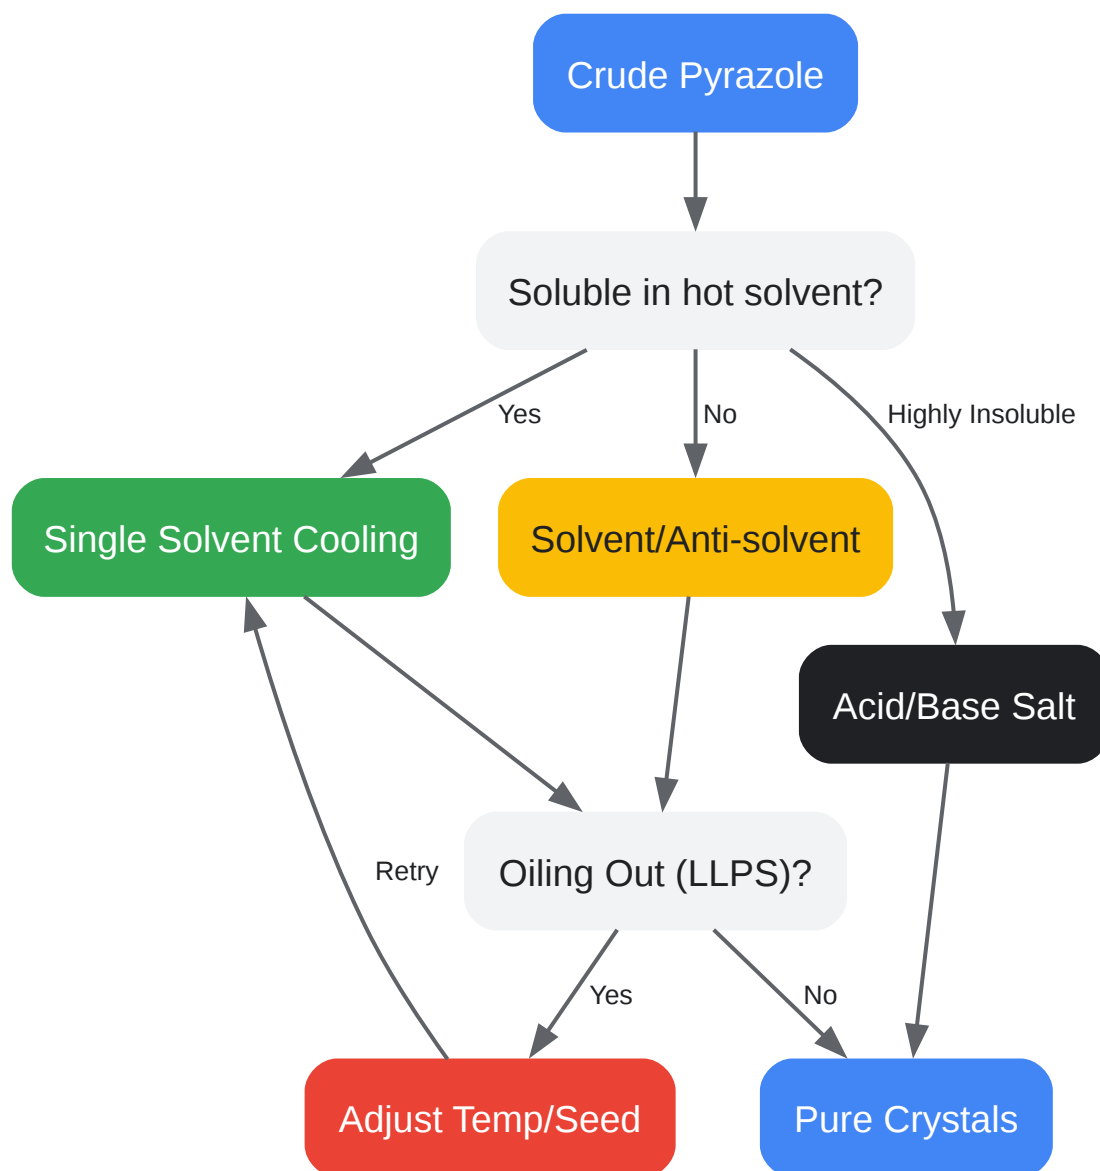 Crude Pyrazole
Soluble in hot solvent?
Yes
No
Highly Insoluble
Single Solvent Cooling
Solvent/Anti-solvent
Acid/Base Salt
Retry
Oiling Out (LLPS)?
Yes
No
Adjust Temp/Seed
Pure Crystals